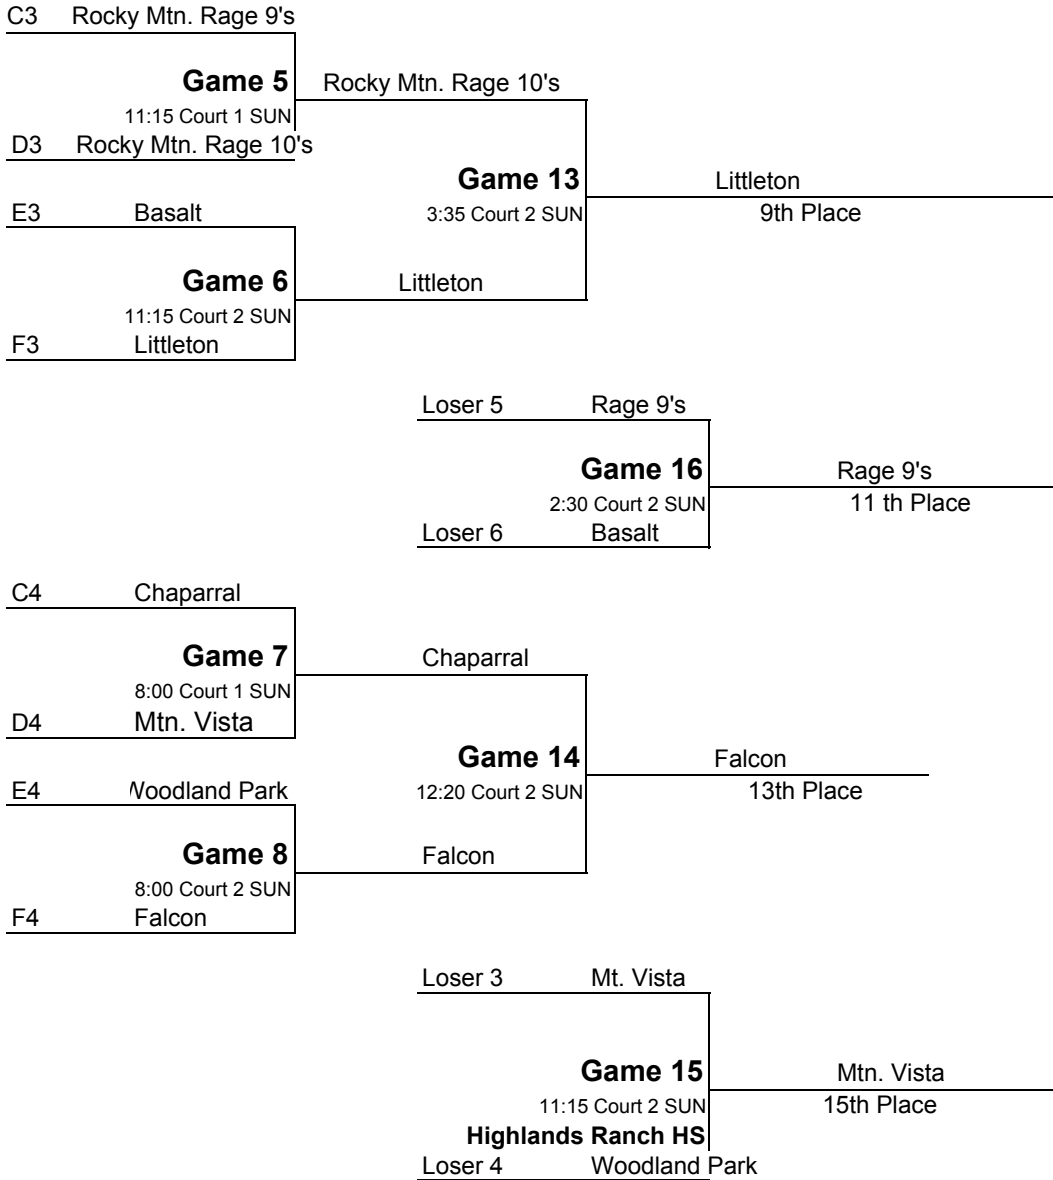 C3 Rocky Mtn. Rage 9's
Game 5
Rocky Mtn. Rage 10's
11:15 Court 1 SUN
D3 Rocky Mtn. Rage 10's
Game 13
Littleton
E3 Basalt
3:35 Court 2 SUN
9th Place
Game 6
Littleton
11:15 Court 2 SUN
F3 Littleton
Loser 5 Rage 9's
Game 16
Rage 9's
2:30 Court 2 SUN
11 th Place
Loser 6 Basalt
C4 Chaparral
Game 7
Chaparral
8:00 Court 1 SUN
D4 Mtn. Vista
Game 14
Falcon
E4 Woodland Park
12:20 Court 2 SUN
13th Place
Game 8
Falcon
8:00 Court 2 SUN
F4 Falcon
Loser 3 Mt. Vista
Game 15
Mtn. Vista
11:15 Court 2 SUN
15th Place
Highlands Ranch HS
Loser 4 Woodland Park